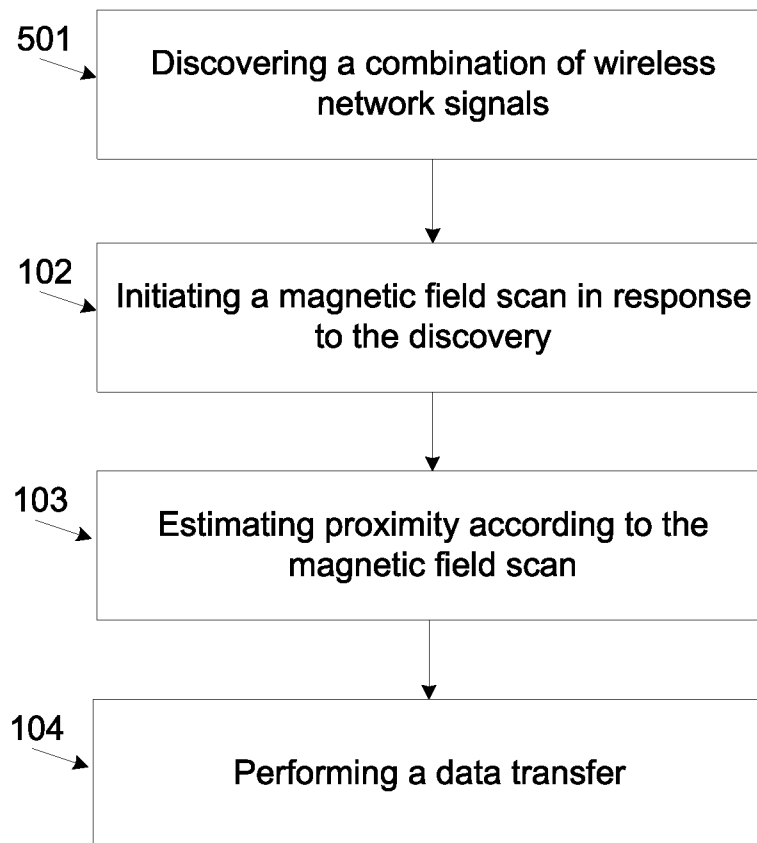 501
Discovering a combination of wireless
network signals
102
Initiating a magnetic field scan in response
to the discovery
103
Estimating proximity according to the
magnetic field scan
104
Performing a data transfer